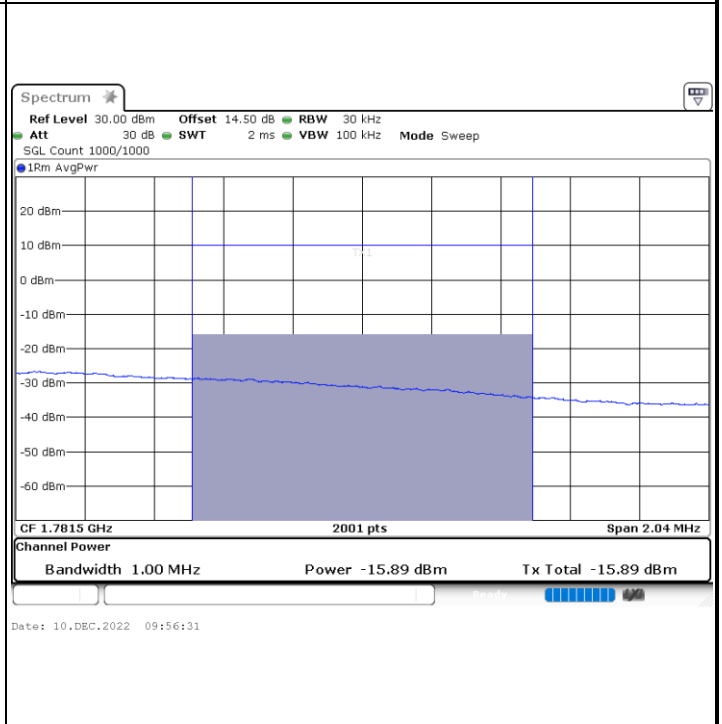 Spectrum
Ref Level 30.00 dBm Offset 14.50 dB RBW 30 kHz
Att 30 dB SWT 2 ms VBW 100 kHz Mode Sweep
SGL Count 1000/1000
1Rm AvgPwr
20 dBm
10 dBm
TX1
0 dBm
-10 dBm
-20 dBm
-30 dBm
-40 dBm
-50 dBm
-60 dBm
CF 1.7815 GHz 2001 pts Span 2.04 MHz
Channel Power
Bandwidth 1.00 MHz Power -15.89 dBm Tx Total -15.89 dBm
Ready
Date: 10.DEC.2022 09:56:31